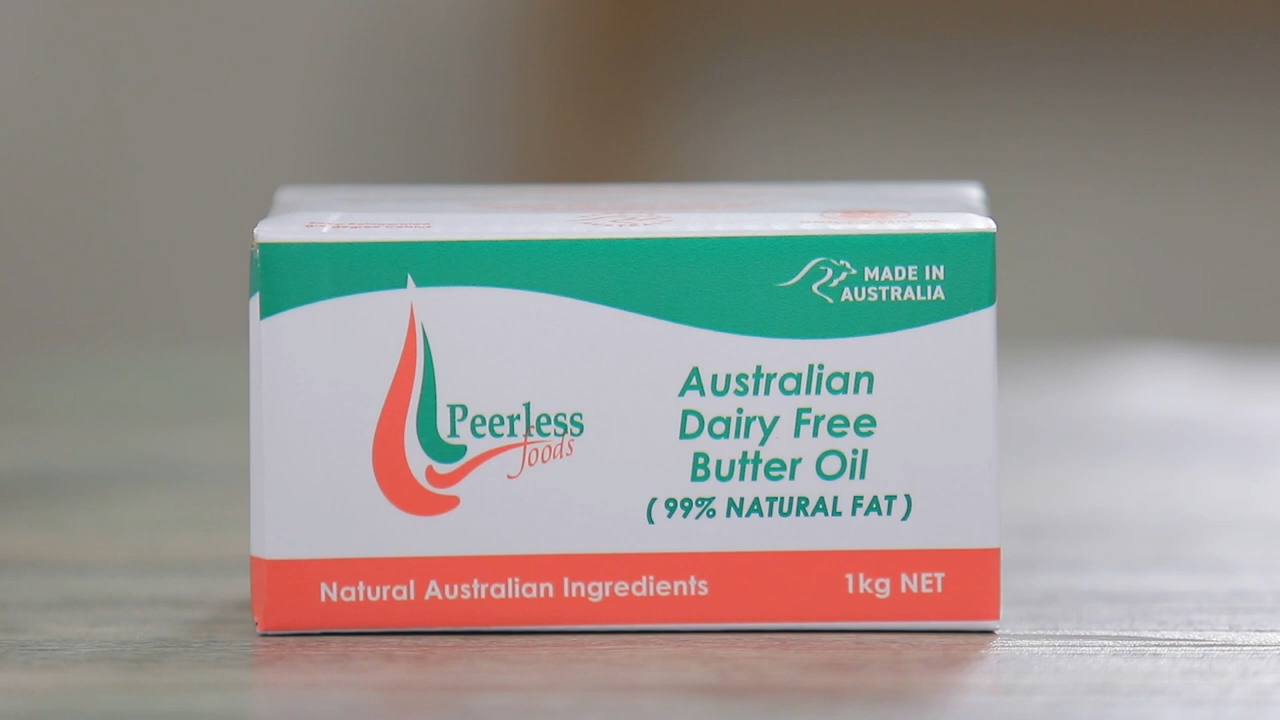 MADE IN
AUSTRALIA
Peerless
foods
Australian
Dairy Free
Butter Oil
( 99% NATURAL FAT )
Natural Australian Ingredients
1kg NET